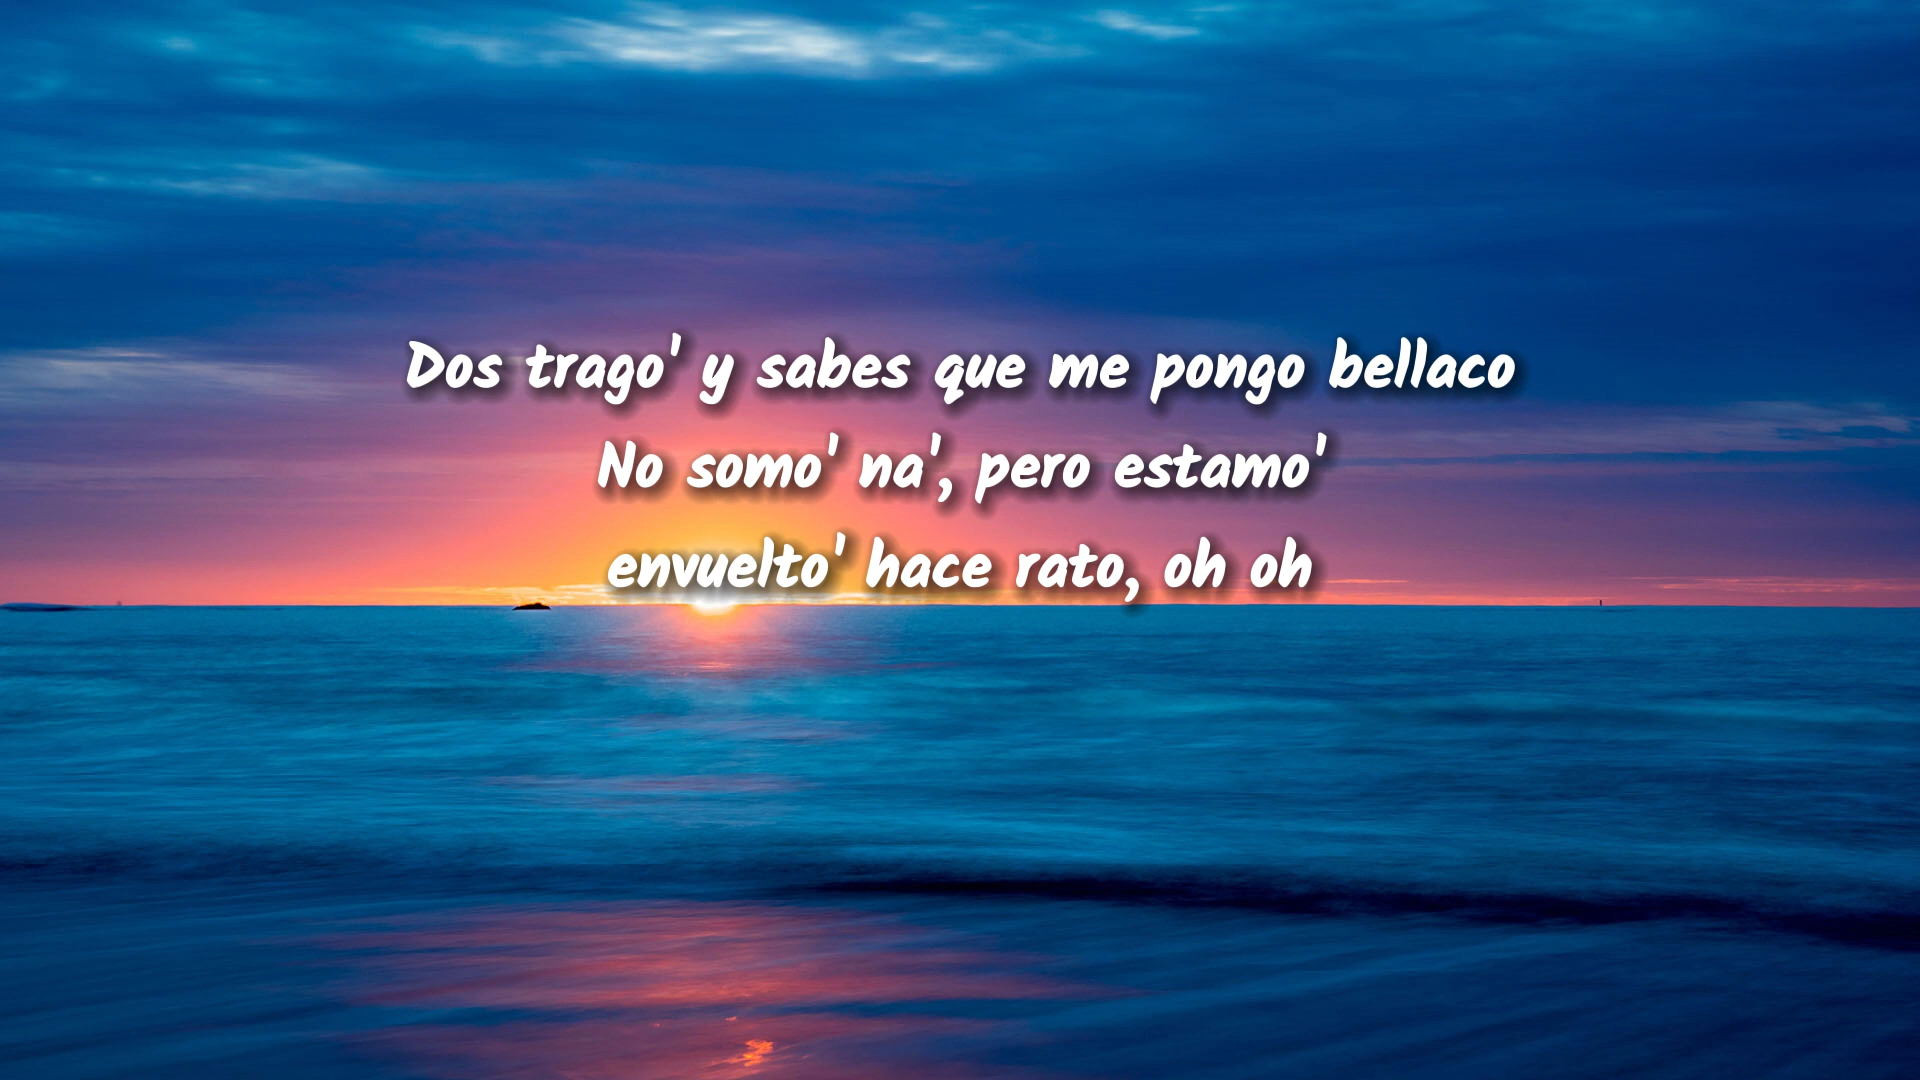 Dos trago' y sabes que me pongo bellaco
No somo' na', pero estamo'
envuelto' hace rato, oh oh